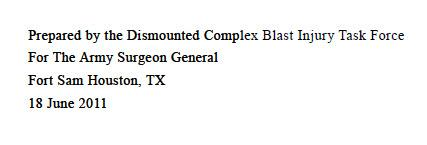 Prepared by the Dismounted Complex Blast Injury Task Force
For The Army Surgeon General
Fort Sam Houston, TX
18 June 2011